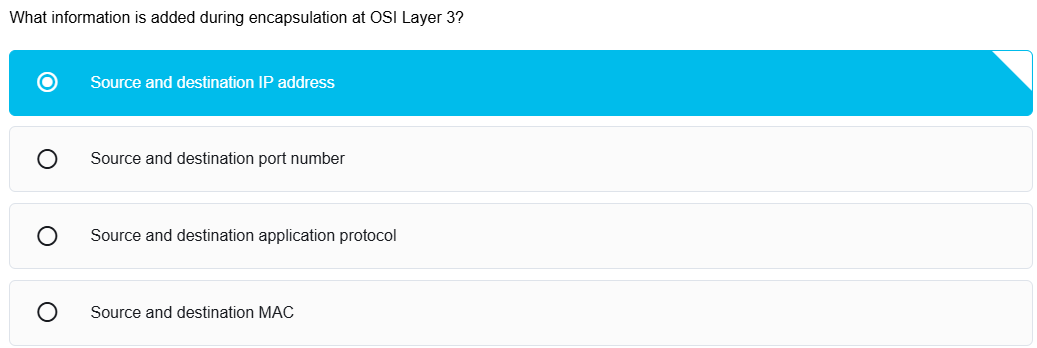 What information is added during encapsulation at OSI Layer 3?
Source and destination IP address
Source and destination port number
Source and destination application protocol
Source and destination MAC